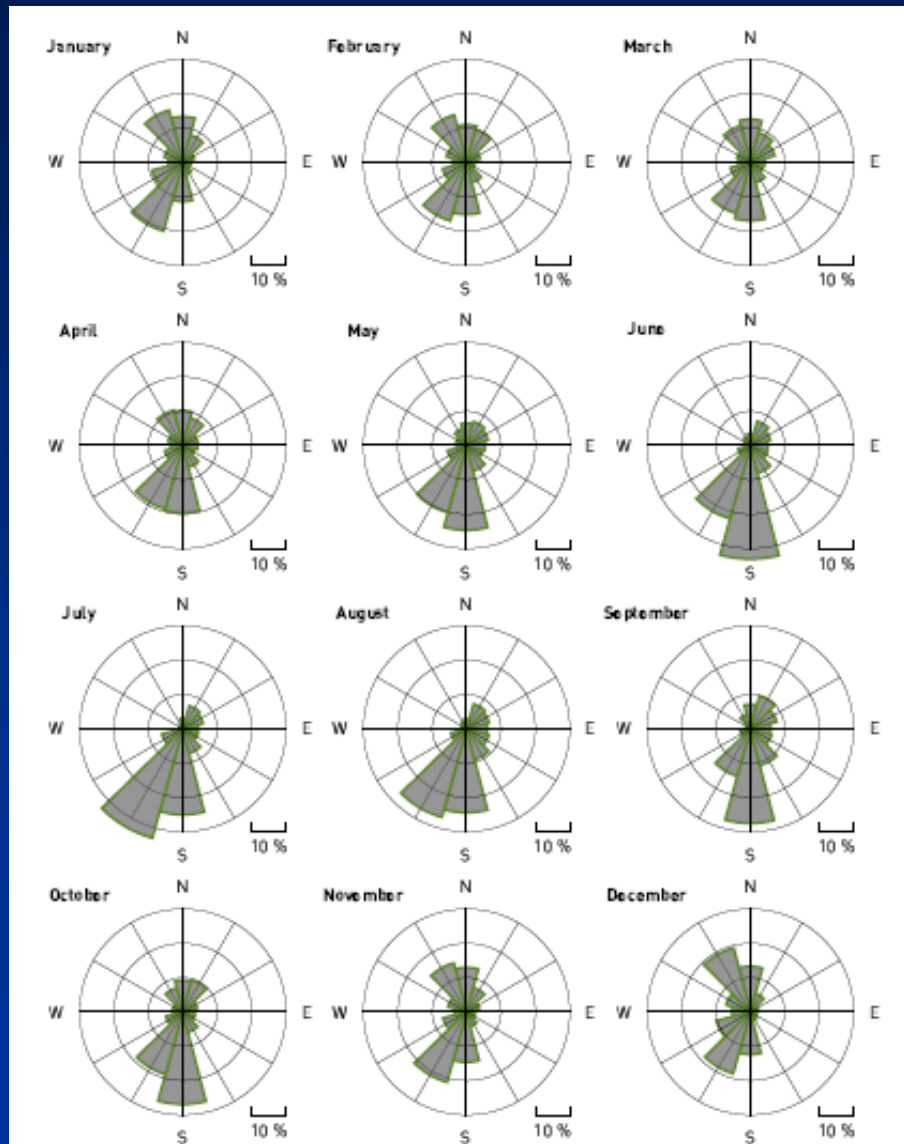 January
N
W
E
S
10 %
February
N
W
E
S
10 %
March
N
W
E
S
10 %
April
N
W
E
S
10 %
May
N
W
E
S
10 %
June
N
W
E
S
10 %
July
N
W
E
S
10 %
August
N
W
E
S
10 %
September
N
W
E
S
10 %
October
N
W
E
S
10 %
November
N
W
E
S
10 %
December
N
W
E
S
10 %